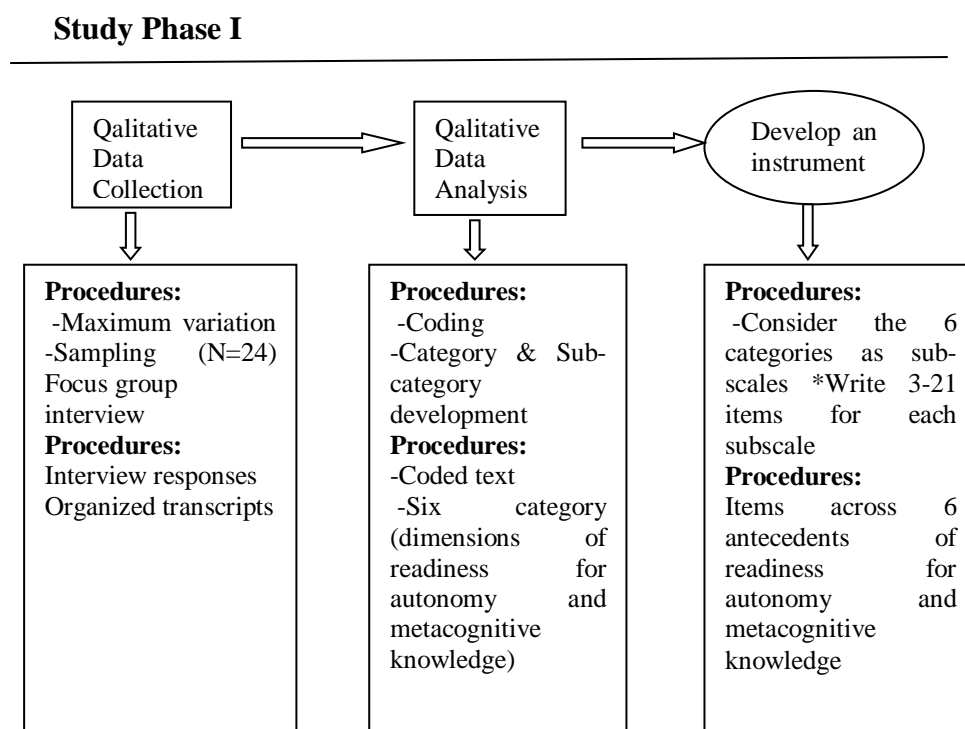 Study Phase I
Qalitative
Data
Collection
Qalitative
Data
Analysis
Develop an
instrument
Procedures:
-Maximum variation
-Sampling (N=24)
Focus group
interview
Procedures:
Interview responses
Organized transcripts
Procedures:
-Coding
-Category & Sub-
category
development
Procedures:
-Coded text
-Six category
(dimensions of
readiness for
autonomy and
metacognitive
knowledge)
Procedures:
-Consider the 6
categories as sub-
scales *Write 3-21
items for each
subscale
Procedures:
Items across 6
antecedents of
readiness for
autonomy and
metacognitive
knowledge